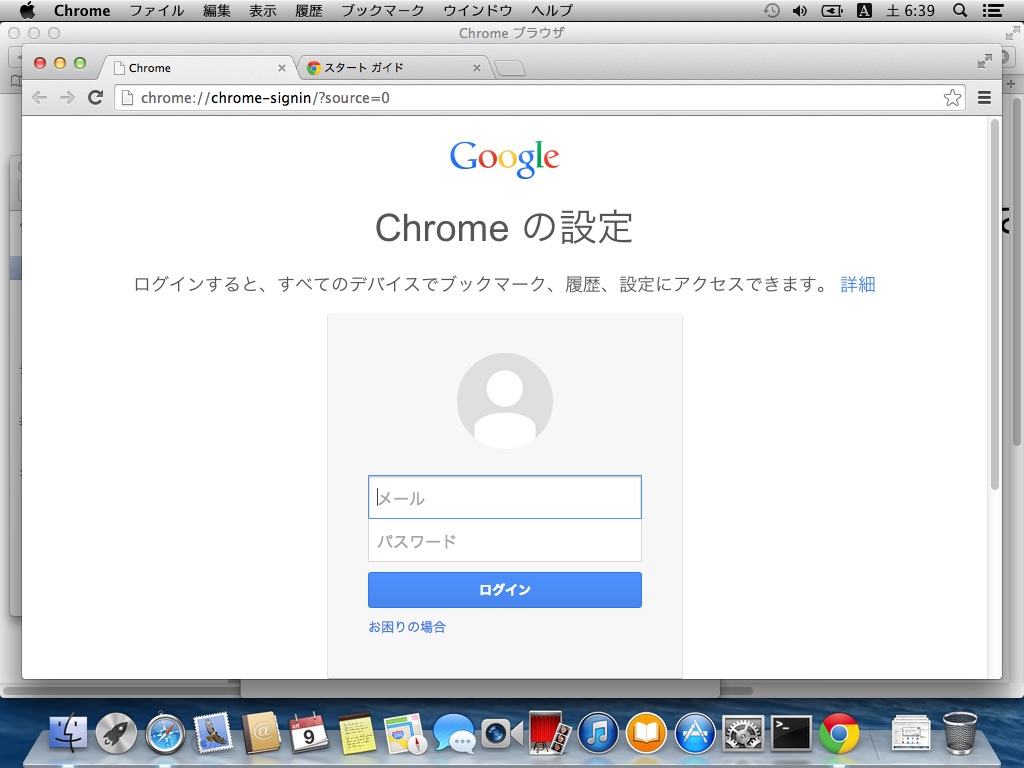 Chrome ファイル 編集 表示 履歴 ブックマーク ウインドウ ヘルプ A 土 6:39
Chrome ブラウザ
Chrome スタート ガイド
chrome://chrome-signin/?source=0
Google
Chrome の設定
ログインすると、すべてのデバイスでブックマーク、履歴、設定にアクセスできます。 詳細
メール
パスワード
ログイン
お困りの場合
9